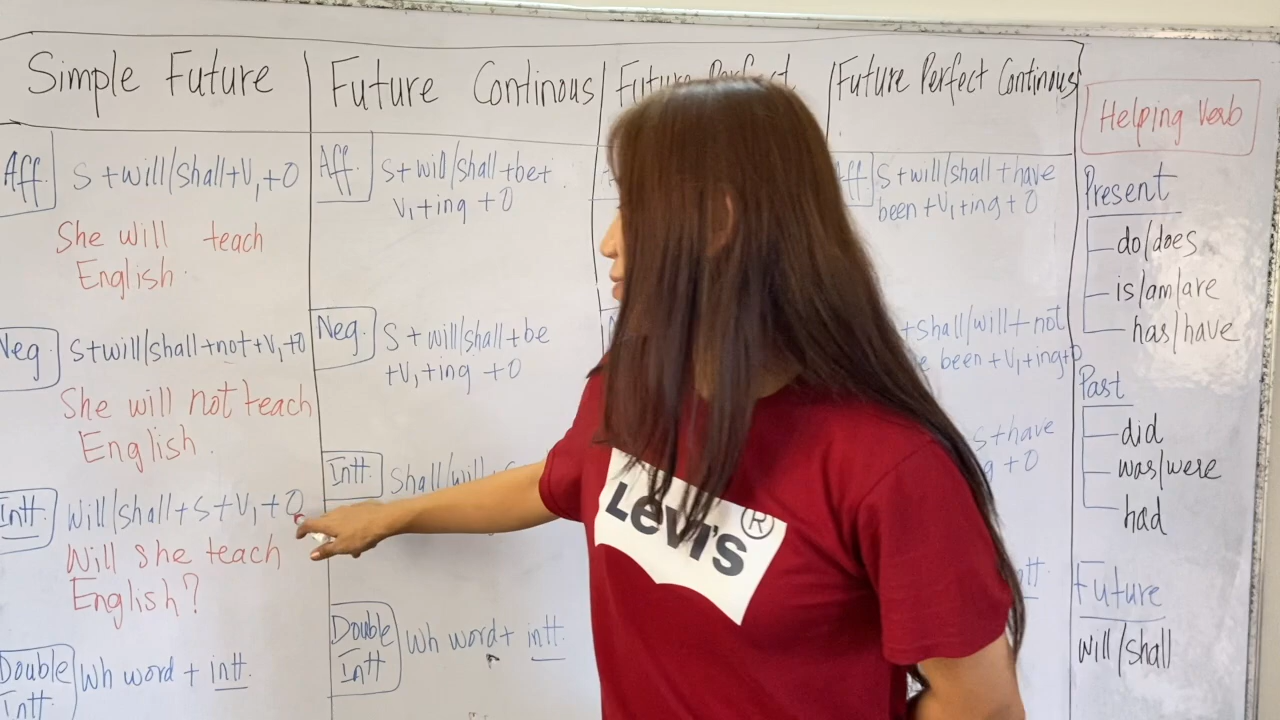 Simple Future
Aff.
S+will/shall+V₁+O
She will teach
English.
Neg.
S+will/shall+not+V₁+O
She will not teach
English.
Intt.
Will/shall+S+V₁+O
Will she teach
English?
Double
Intt
Wh word + intt.
Future Continous
Aff.
S+will/shall+be+
V₁+ing +O
Neg.
S + will/shall+be
+V₁+ing +O
Intt.
Shall/will
Double
Intt
Wh word+ intt.
Future Perfect
Future Perfect Continous
Aff
S+will/shall+have
been+V₁+ing+O
+shall/will+not
been+V₁+ing+O
S+have
+O
Helping Verb
Present
do/does
is/am/are
has/have
Past
did
was/were
had
Future
will/shall
LEVI'S®